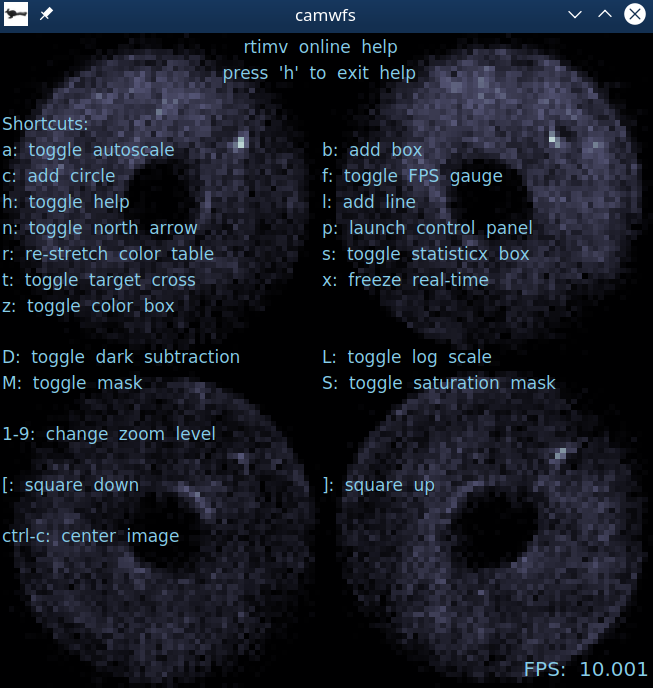 camwfs
rtimv online help
press 'h' to exit help
Shortcuts:
a: toggle autoscale b: add box
c: add circle f: toggle FPS gauge
h: toggle help l: add line
n: toggle north arrow p: launch control panel
r: re-stretch color table s: toggle statisticx box
t: toggle target cross x: freeze real-time
z: toggle color box
D: toggle dark subtraction L: toggle log scale
M: toggle mask S: toggle saturation mask
1-9: change zoom level
[: square down ]: square up
ctrl-c: center image
FPS: 10.001